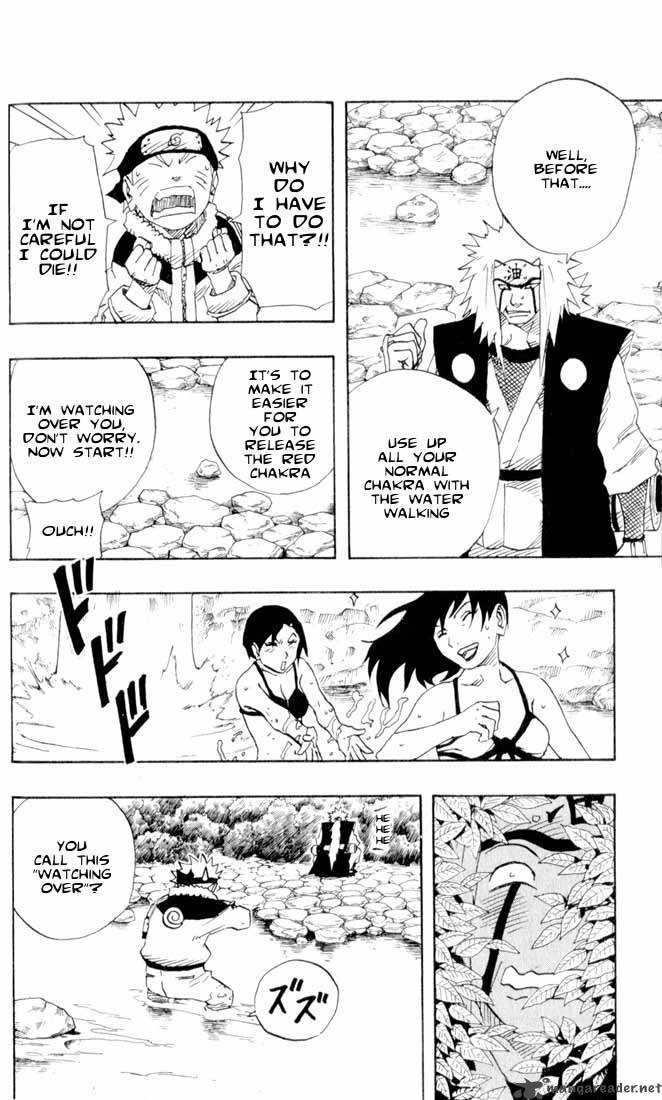 WELL,
BEFORE
THAT....
油
USE UP
ALL YOUR
NORMAL
CHAKRA WITH
THE WATER
WALKING
WHY
DO
I HAVE
TO DO
THAT?!!
IF
I'M NOT
CAREFUL
I COULD
DIE!!
IT'S TO
MAKE IT
EASIER
FOR
YOU TO
RELEASE
THE RED
CHAKRA
I'M WATCHING
OVER YOU,
DON'T WORRY.
NOW START!!
OUCH!!
ドドド
HE
HE
HE
YOU
CALL THIS
"WATCHING
OVER"?
ズズ
mangareader.net